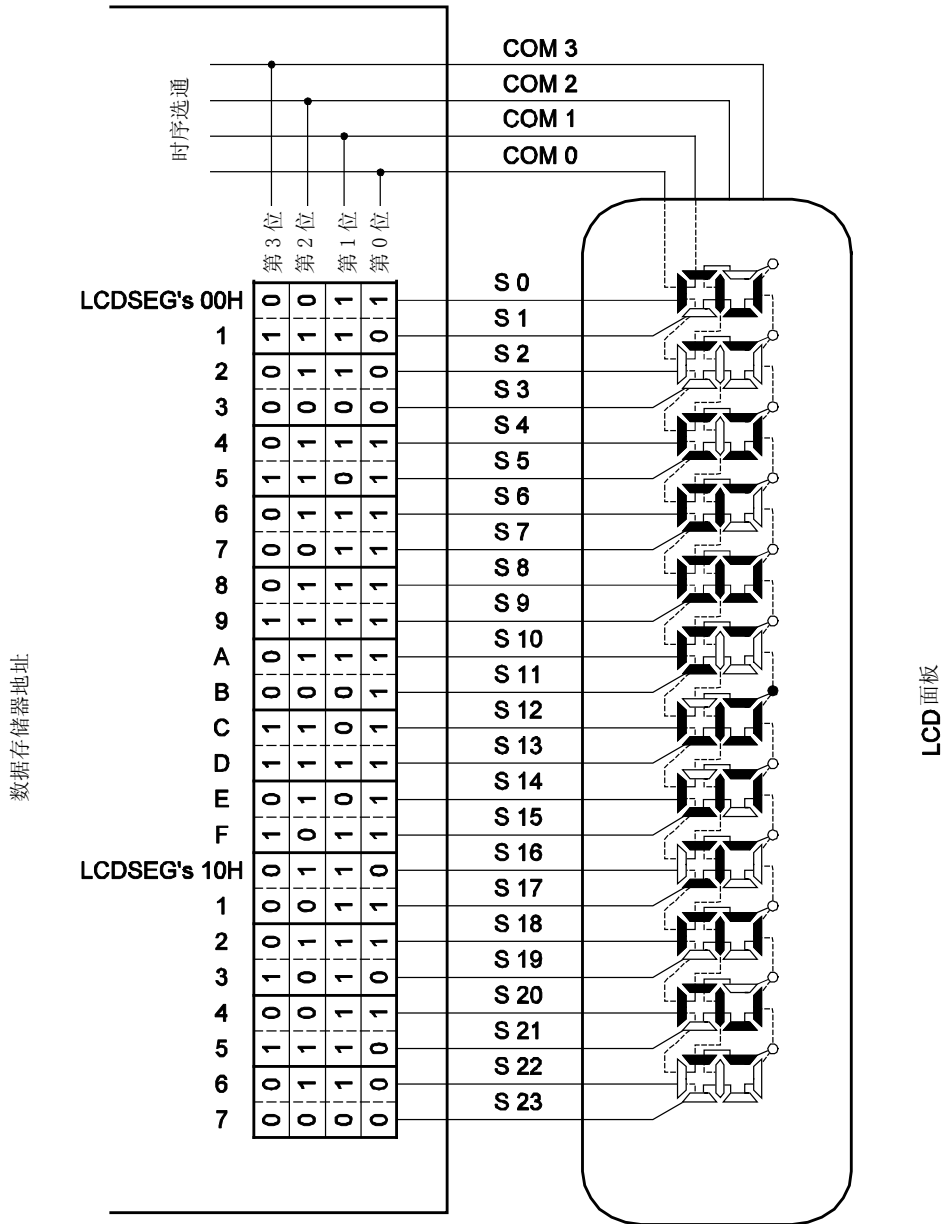 COM 3
COM 2
COM 1
COM 0
时序选通
第3位
第2位
第1位
第0位
LCDSEG's 00H 0 0 1 1 S 0
1 1 1 1 0 S 1
2 0 1 1 0 S 2
3 0 0 0 0 S 3
4 0 1 1 1 S 4
5 1 1 0 1 S 5
6 0 1 1 1 S 6
7 0 0 1 1 S 7
8 0 1 1 1 S 8
9 1 1 1 1 S 9
A 0 1 1 1 S 10
B 0 0 0 1 S 11
C 1 1 0 1 S 12
D 1 1 1 1 S 13
E 0 1 0 1 S 14
F 1 0 1 1 S 15
LCDSEG's 10H 0 1 1 0 S 16
1 0 0 1 1 S 17
2 0 1 1 1 S 18
3 1 0 1 0 S 19
4 0 0 1 1 S 20
5 1 1 1 0 S 21
6 0 1 1 0 S 22
7 0 0 0 0 S 23
数据存储器地址
LCD面板